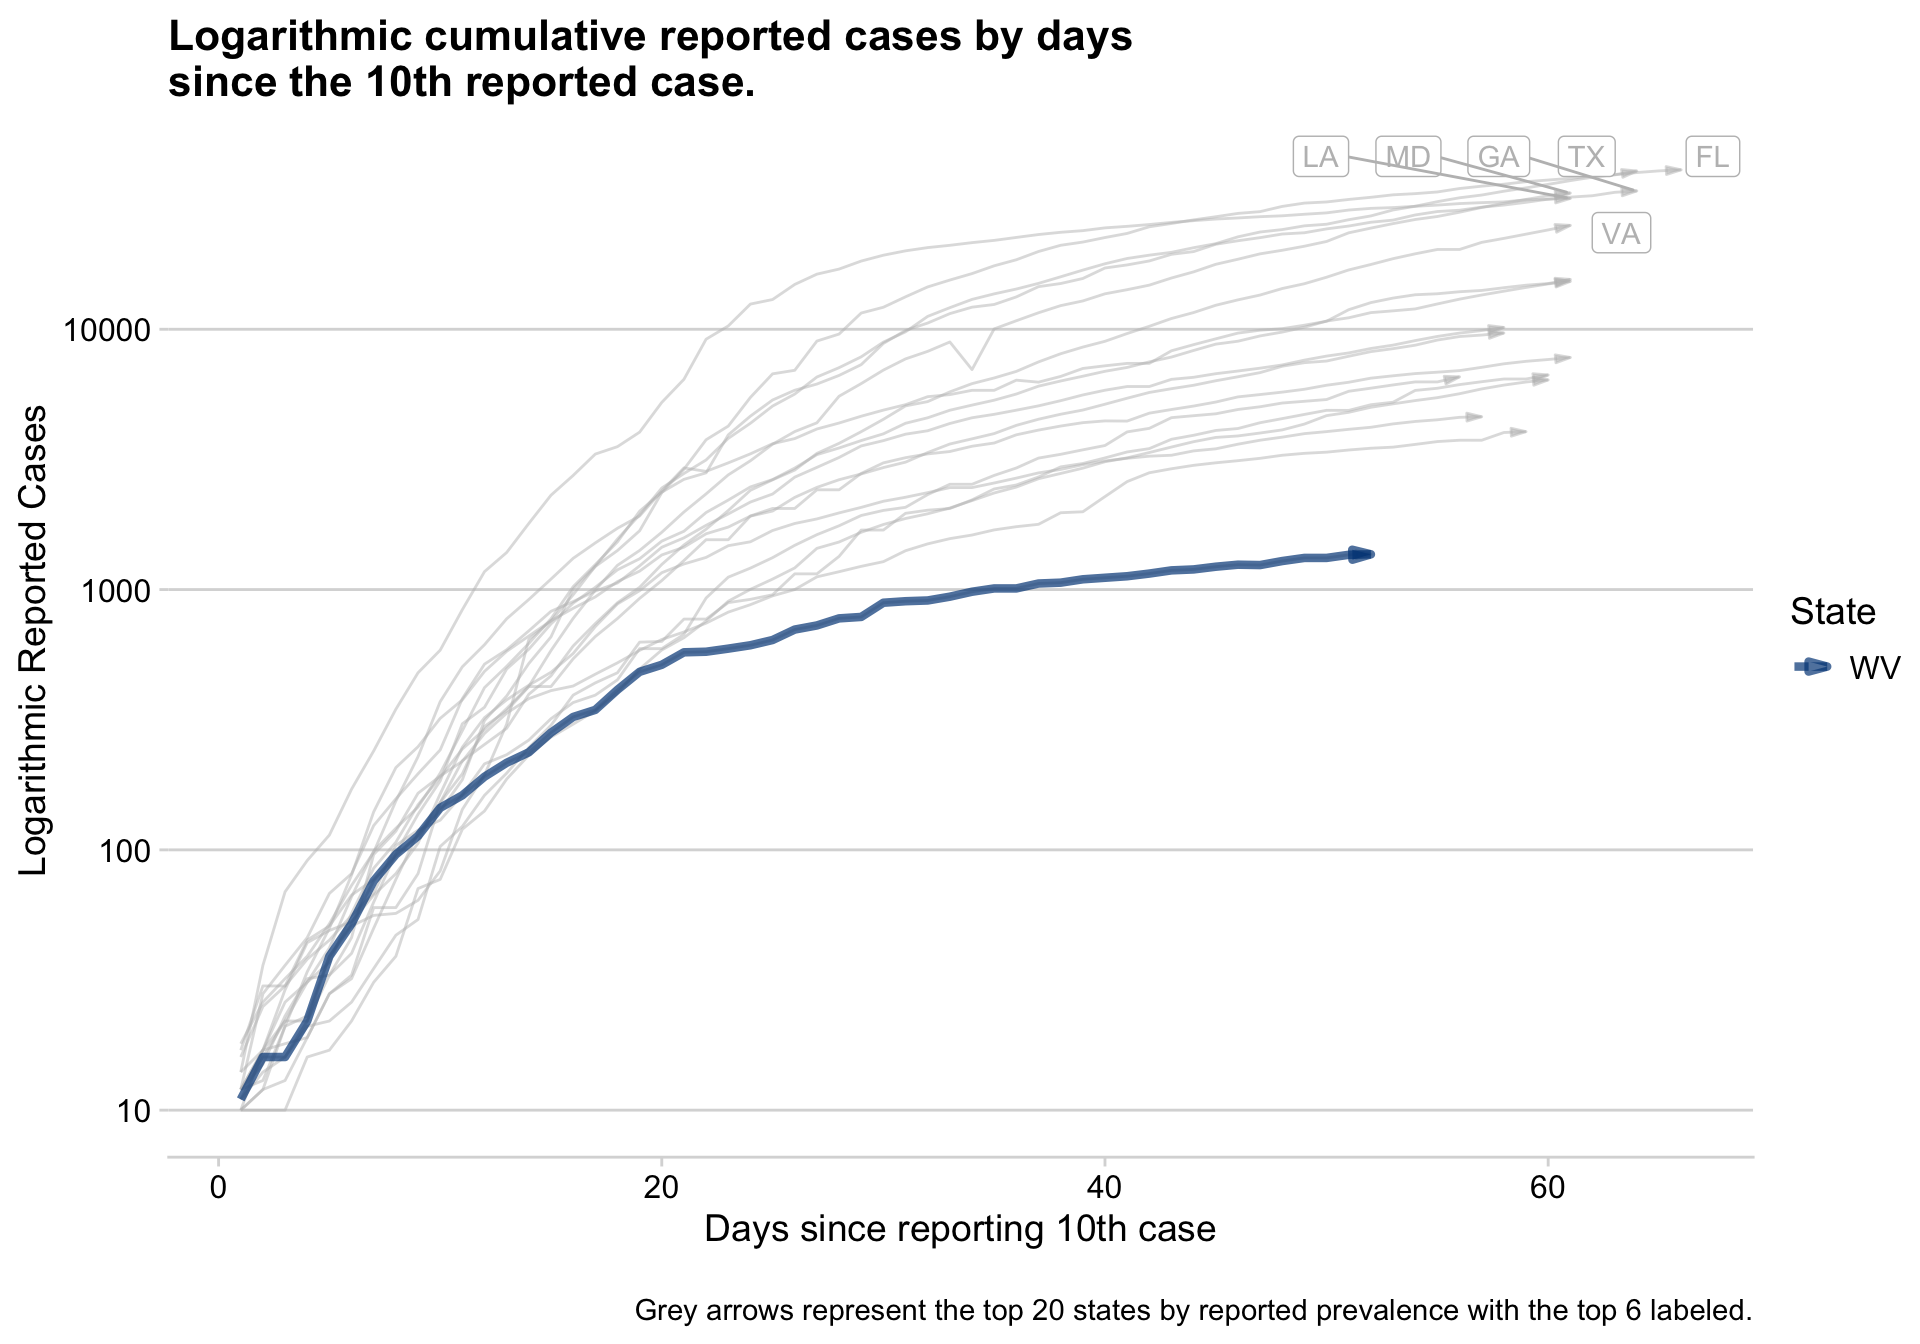 Logarithmic cumulative reported cases by days
since the 10th reported case.
LA MD GA TX FL
VA
10000
1000
100
10
Logarithmic Reported Cases
0 20 40 60
Days since reporting 10th case
State
WV
Grey arrows represent the top 20 states by reported prevalence with the top 6 labeled.